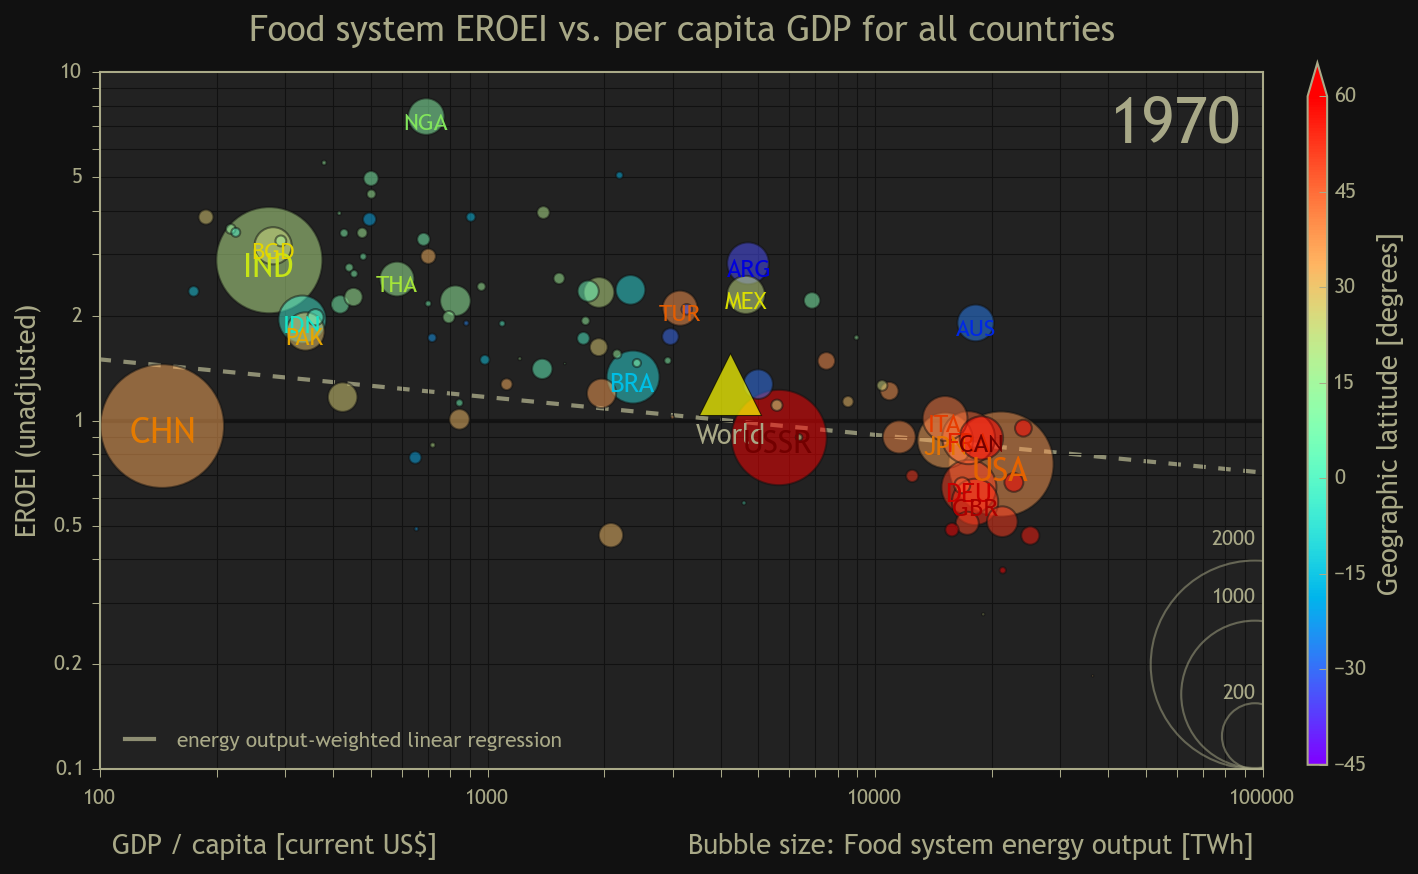 Food system EROEI vs. per capita GDP for all countries
1970
10
5
2
1
0.5
0.2
0.1
EROEI (unadjusted)
NGA
BGD
IND
THA
IDN
PAK
ARG
MEX
TUR
AUS
BRA
CHN
World
USSR
ITA
JPN
CAN
USA
DEU
GBR
2000
1000
200
energy output-weighted linear regression
100
1000
10000
100000
GDP / capita [current US$]
Bubble size: Food system energy output [TWh]
60
45
30
15
0
−15
−30
−45
Geographic latitude [degrees]